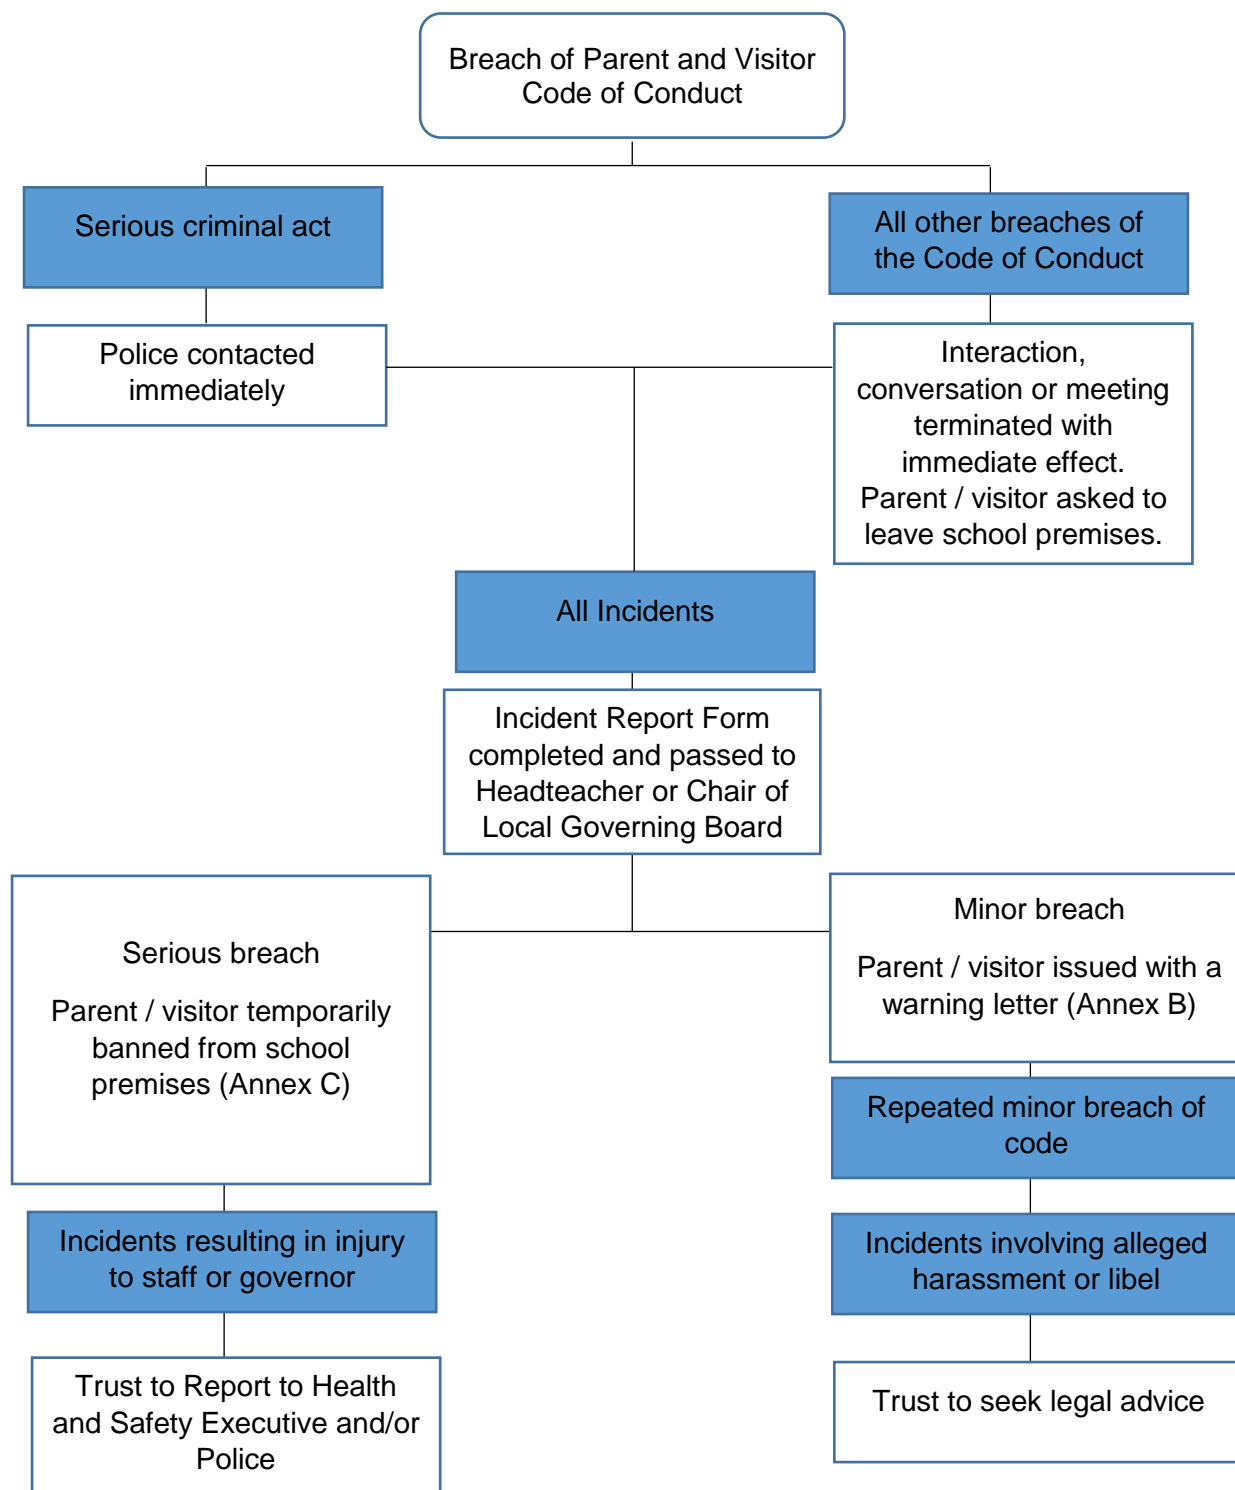 Breach of Parent and Visitor
Code of Conduct
Serious criminal act
All other breaches of
the Code of Conduct
Police contacted
immediately
Interaction,
conversation or meeting
terminated with
immediate effect.
Parent / visitor asked to
leave school premises.
All Incidents
Incident Report Form
completed and passed to
Headteacher or Chair of
Local Governing Board
Serious breach
Parent / visitor temporarily
banned from school
premises (Annex C)
Minor breach
Parent / visitor issued with a
warning letter (Annex B)
Repeated minor breach of
code
Incidents resulting in injury
to staff or governor
Incidents involving alleged
harassment or libel
Trust to Report to Health
and Safety Executive and/or
Police
Trust to seek legal advice